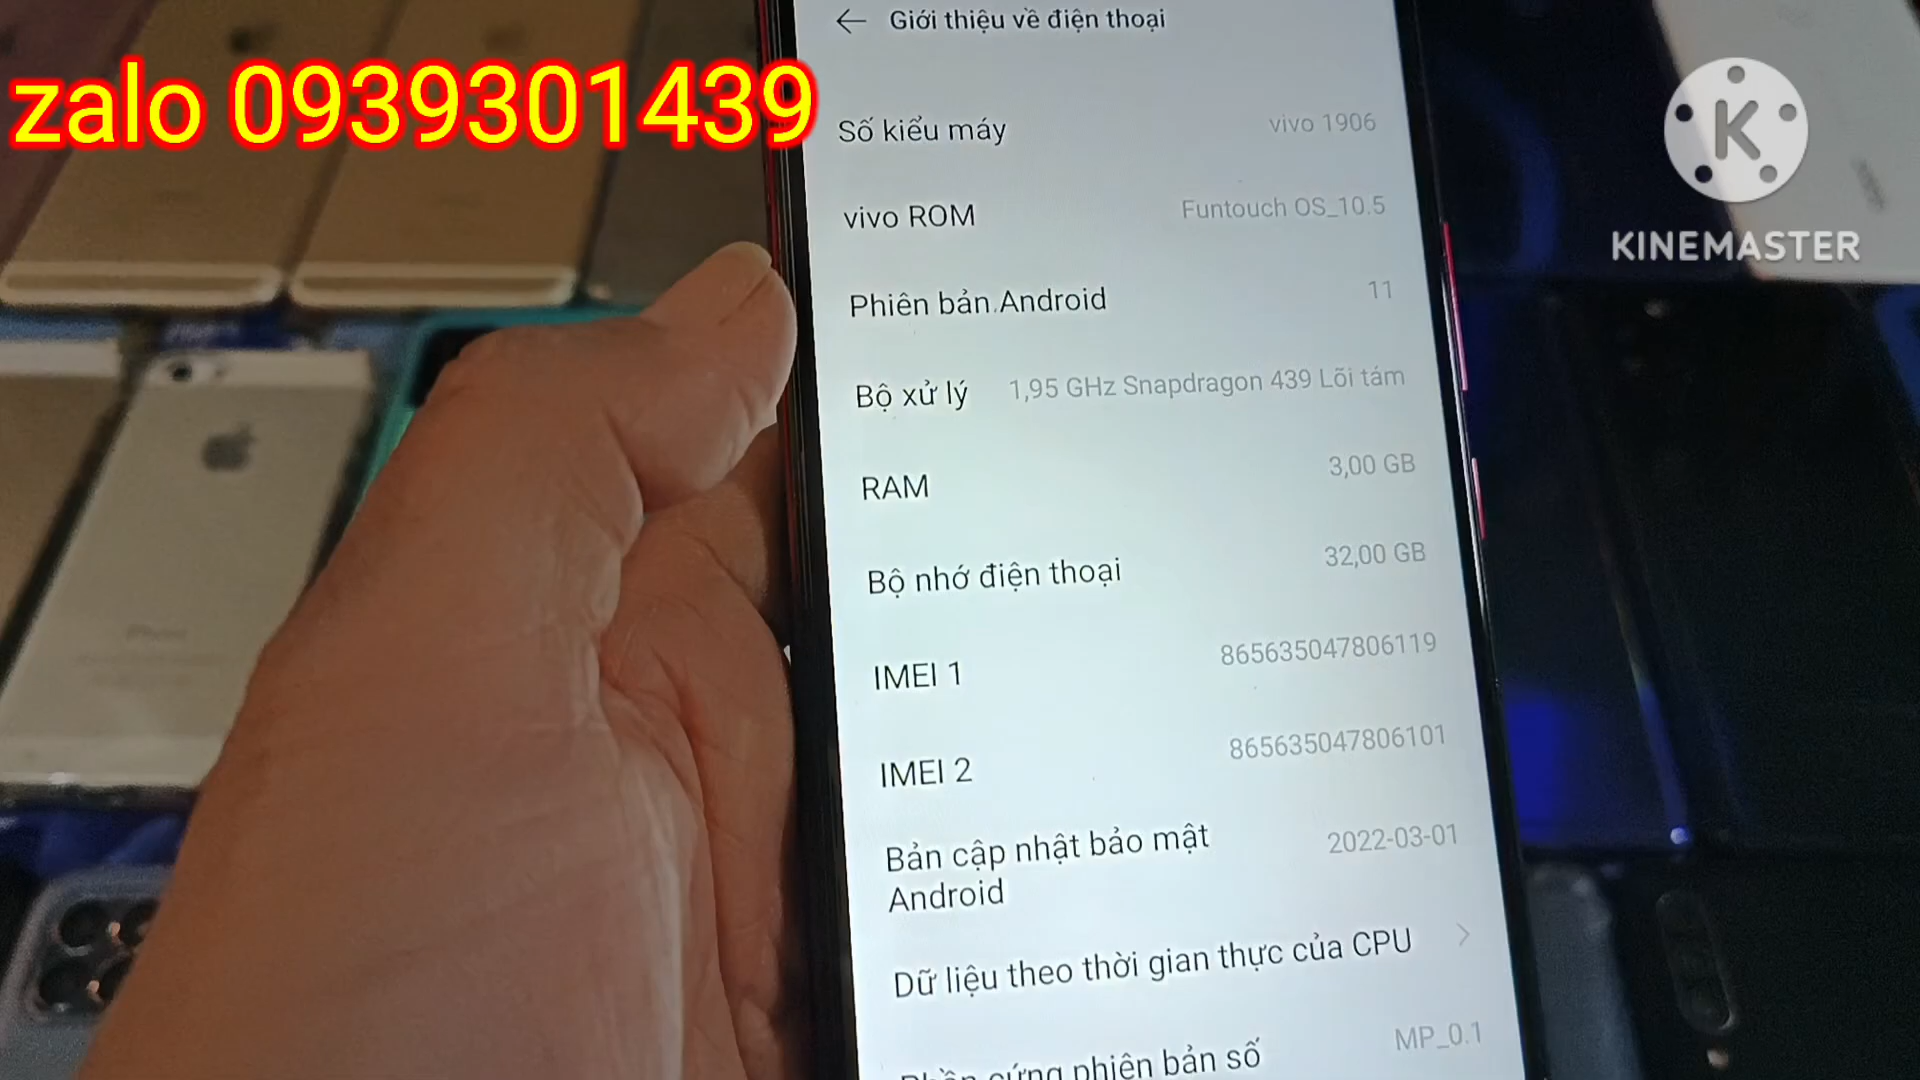 Giới thiệu về điện thoại
zalo 0939301439
Số kiểu máy vivo 1906
KINEMASTER
vivo ROM Funtouch OS_10.5
Phiên bản Android 11
Bộ xử lý 1,95 GHz Snapdragon 439 Lõi tám
RAM 3,00 GB
Bộ nhớ điện thoại 32,00 GB
IMEI 1 865635047806119
IMEI 2 865635047806101
Bản cập nhật bảo mật
Android 2022-03-01
Dữ liệu theo thời gian thực của CPU
Phần cứng phiên bản số MP_0.1
iPhone